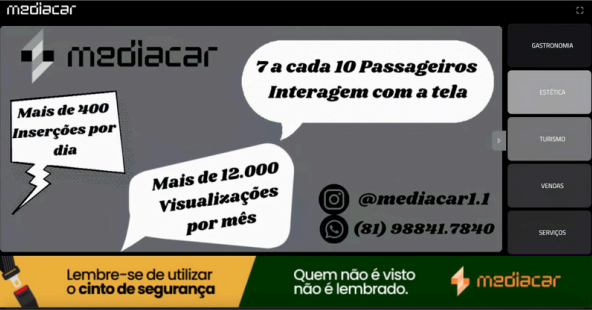 mediacar
mediacar
7 a cada 10 Passageiros
Interagem com a tela
Mais de 400
Inserções por
dia
Mais de 12.000
Visualizações
por mês
@mediacar1.1
(81) 98841.7840
GASTRONOMIA
ESTÉTICA
TURISMO
VENDAS
SERVIÇOS
Lembre-se de utilizar
o cinto de segurança
Quem não é visto
não é lembrado.
mediacar